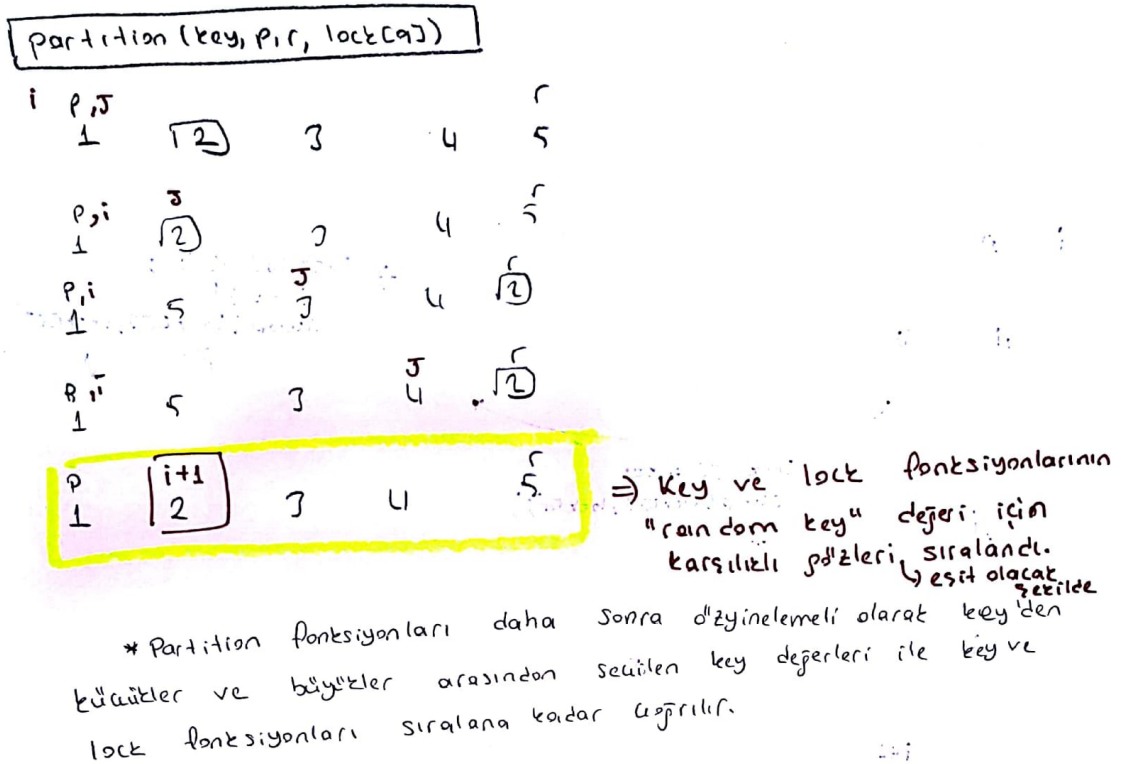 partition (key, p, r, lock[q])
i P,J r
1 2 3 4 5
P,i J r
1 2 3 4 5
P,i J r
1 5 3 4 2
P,i J r
1 5 3 4 2
P i+1 r
1 2 3 4 5
⇒ Key ve lock fonksiyonlarının
"random key" değeri için
karşılıklı gözleri sıralandı.
↳ eşit olacak
şekilde
* Partition fonksiyonları daha sonra özyinelemeli olarak key'den
küçükler ve büyükler arasından seçilen key değerleri ile key ve
lock fonksiyonları sıralana kadar çağrılır.